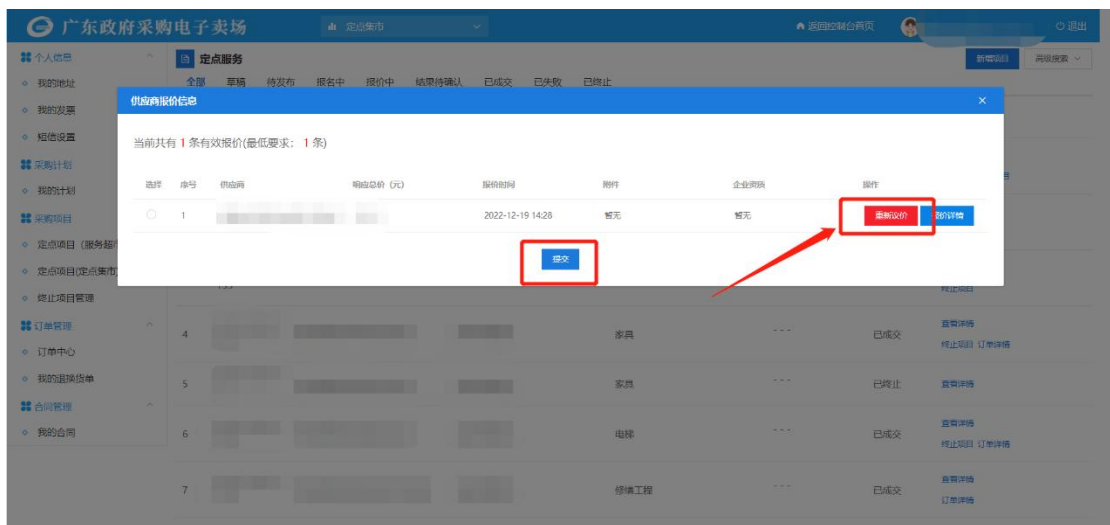 广东政府采购电子卖场 定点集市 返回控制台首页 退出
个人信息
我的地址
我的发票
短信设置
采购计划
我的计划
采购项目
定点项目（服务超
定点项目(定点集市)
终止项目管理
订单管理
订单中心
我的退换货单
合同管理
我的合同
定点服务 新增项目 高级搜索
全部 草稿 待发布 报名中 报价中 结果待确认 已成交 已失败 已终止
供应商报价信息 ×
当前共有 1 条有效报价(最低要求： 1 条)
选择 序号 供应商 响应总价（元） 报价时间 附件 企业资质 操作
1 2022-12-19 14:28 暂无 暂无 重新议价 报价详情
提交
终止项目
4 家具 --- 已成交 查看详情
终止项目 订单详情
5 家具 --- 已终止 查看详情
6 电梯 --- 已成交 查看详情
终止项目 订单详情
7 修缮工程 --- 已成交 查看详情
订单详情